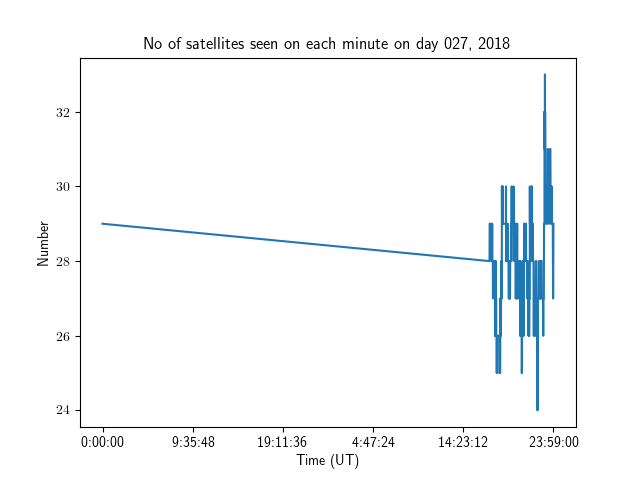 No of satellites seen on each minute on day 027, 2018
Number
32
30
28
26
24
0:00:00 9:35:48 19:11:36 4:47:24 14:23:12 23:59:00
Time (UT)